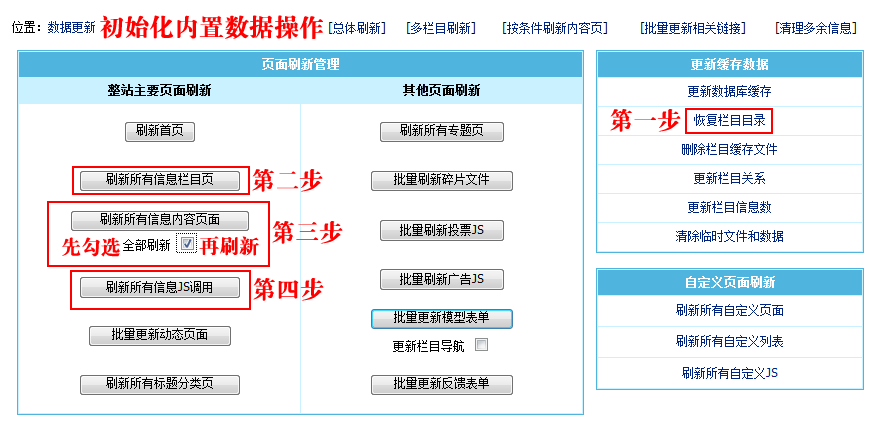 位置：数据更新 初始化内置数据操作 [总体刷新] [多栏目刷新] [按条件刷新内容页] [批量更新相关链接] [清理多余信息]
页面刷新管理
整站主要页面刷新 其他页面刷新
刷新首页 刷新所有专题页
刷新所有信息栏目页 第二步 批量刷新碎片文件
刷新所有信息内容页面 批量刷新投票JS
先勾选 全部刷新 再刷新 第三步
刷新所有信息JS调用 第四步 批量刷新广告JS
批量更新动态页面 批量更新模型表单
更新栏目导航
刷新所有标题分类页 批量更新反馈表单
更新缓存数据
更新数据库缓存
第一步 恢复栏目目录
删除栏目缓存文件
更新栏目关系
更新栏目信息数
清除临时文件和数据
自定义页面刷新
刷新所有自定义页面
刷新所有自定义列表
刷新所有自定义JS